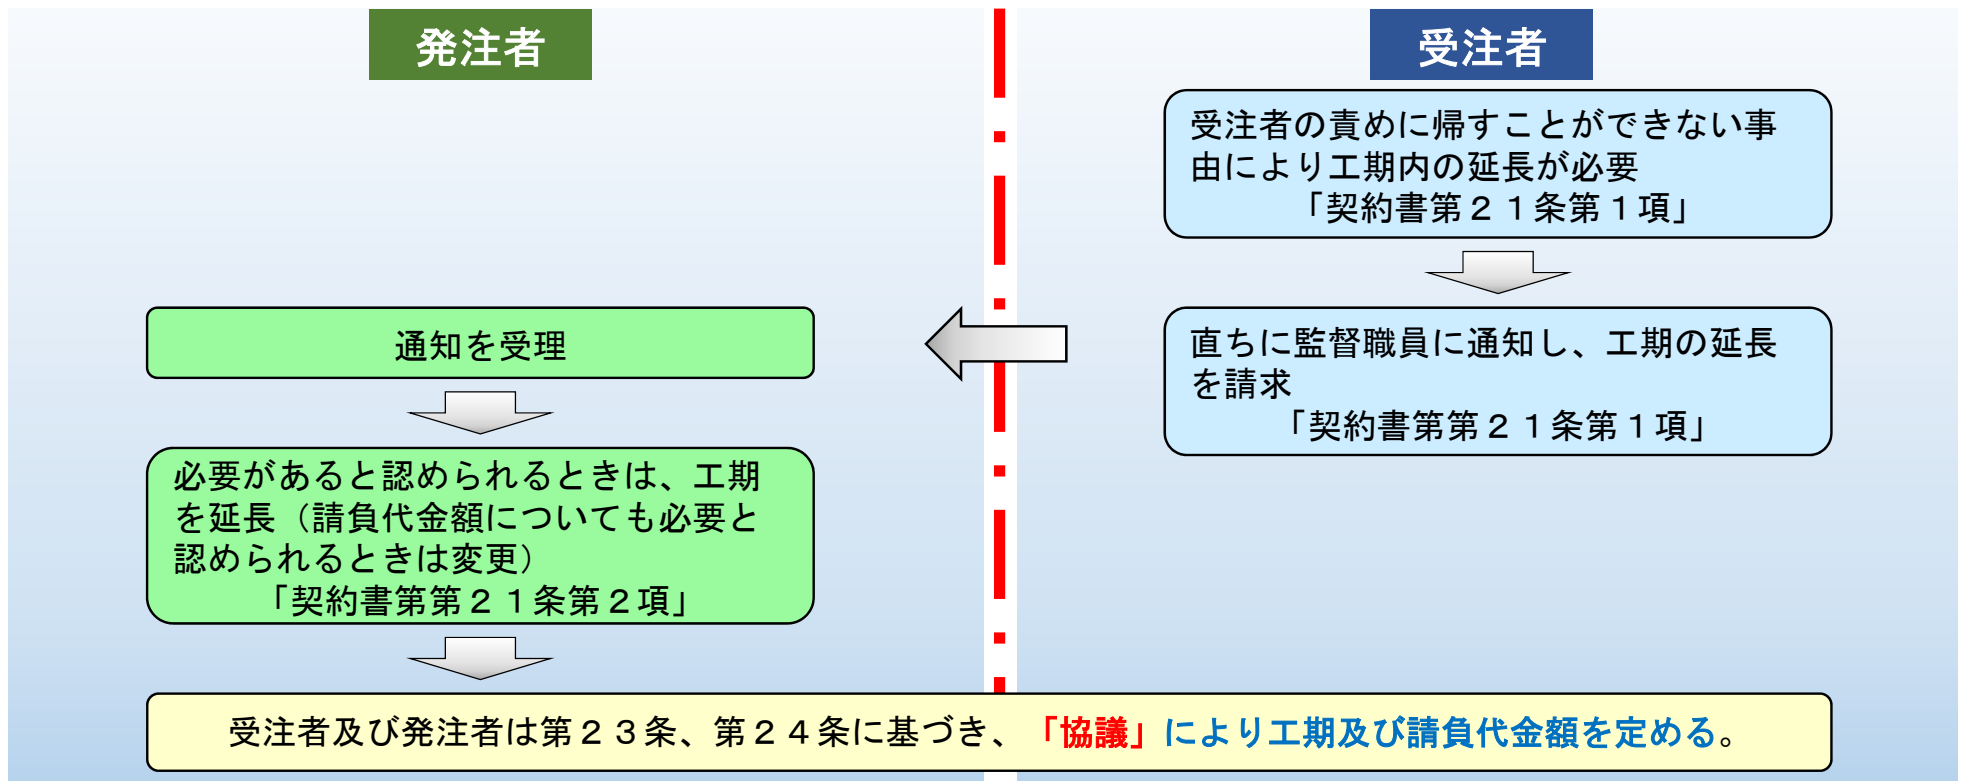 発注者
受注者
受注者の責めに帰すことができない事
由により工期内の延長が必要
「契約書第２１条第１項」
直ちに監督職員に通知し、工期の延長
を請求
「契約書第第２１条第１項」
通知を受理
必要があると認められるときは、工期
を延長（請負代金額についても必要と
認められるときは変更）
「契約書第第２１条第２項」
受注者及び発注者は第２３条、第２４条に基づき、「協議」により工期及び請負代金額を定める。